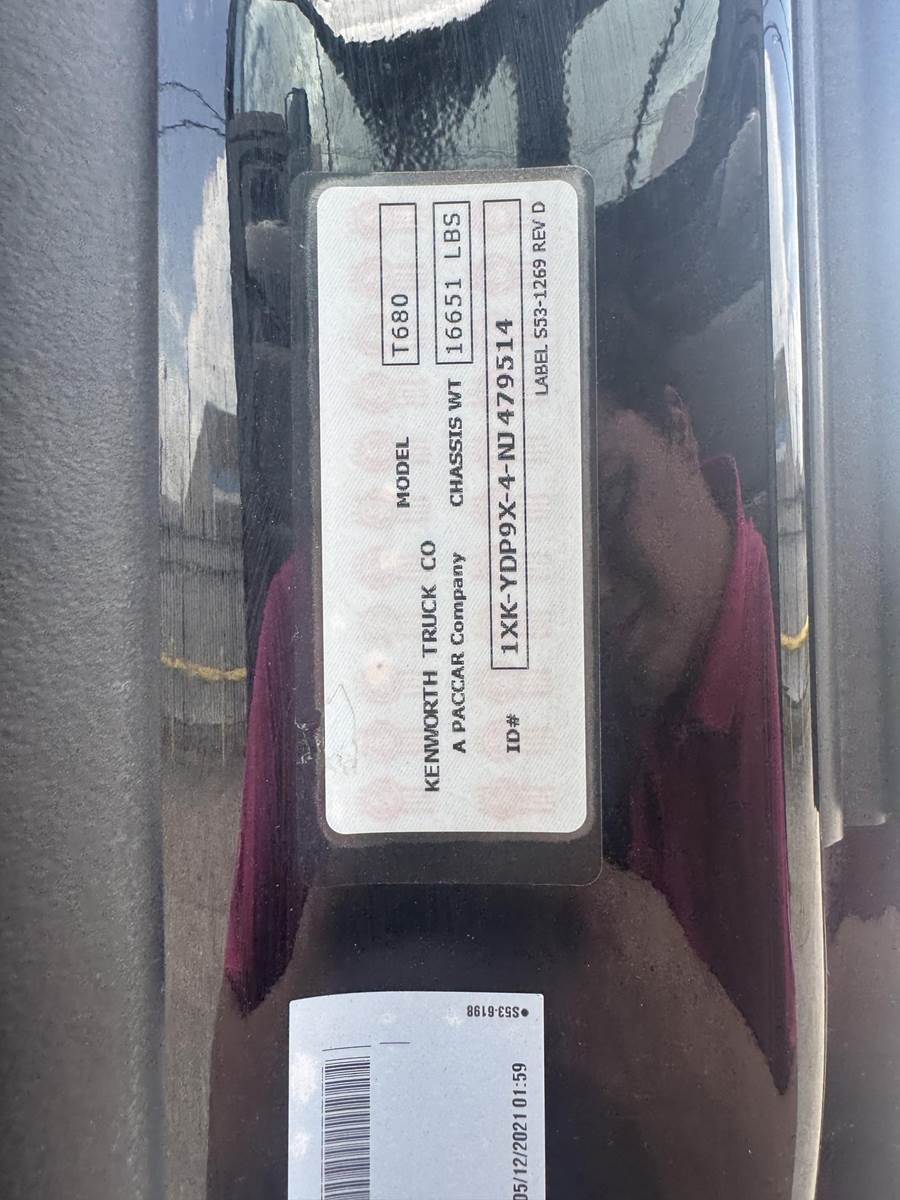 MODEL T680
KENWORTH TRUCK CO
A PACCAR Company CHASSIS WT 16651 LBS
ID# 1XK-YDP9X-4-NJ479514
LABEL S53-1269 REV D
●S53-6198
05/12/2021 01:59